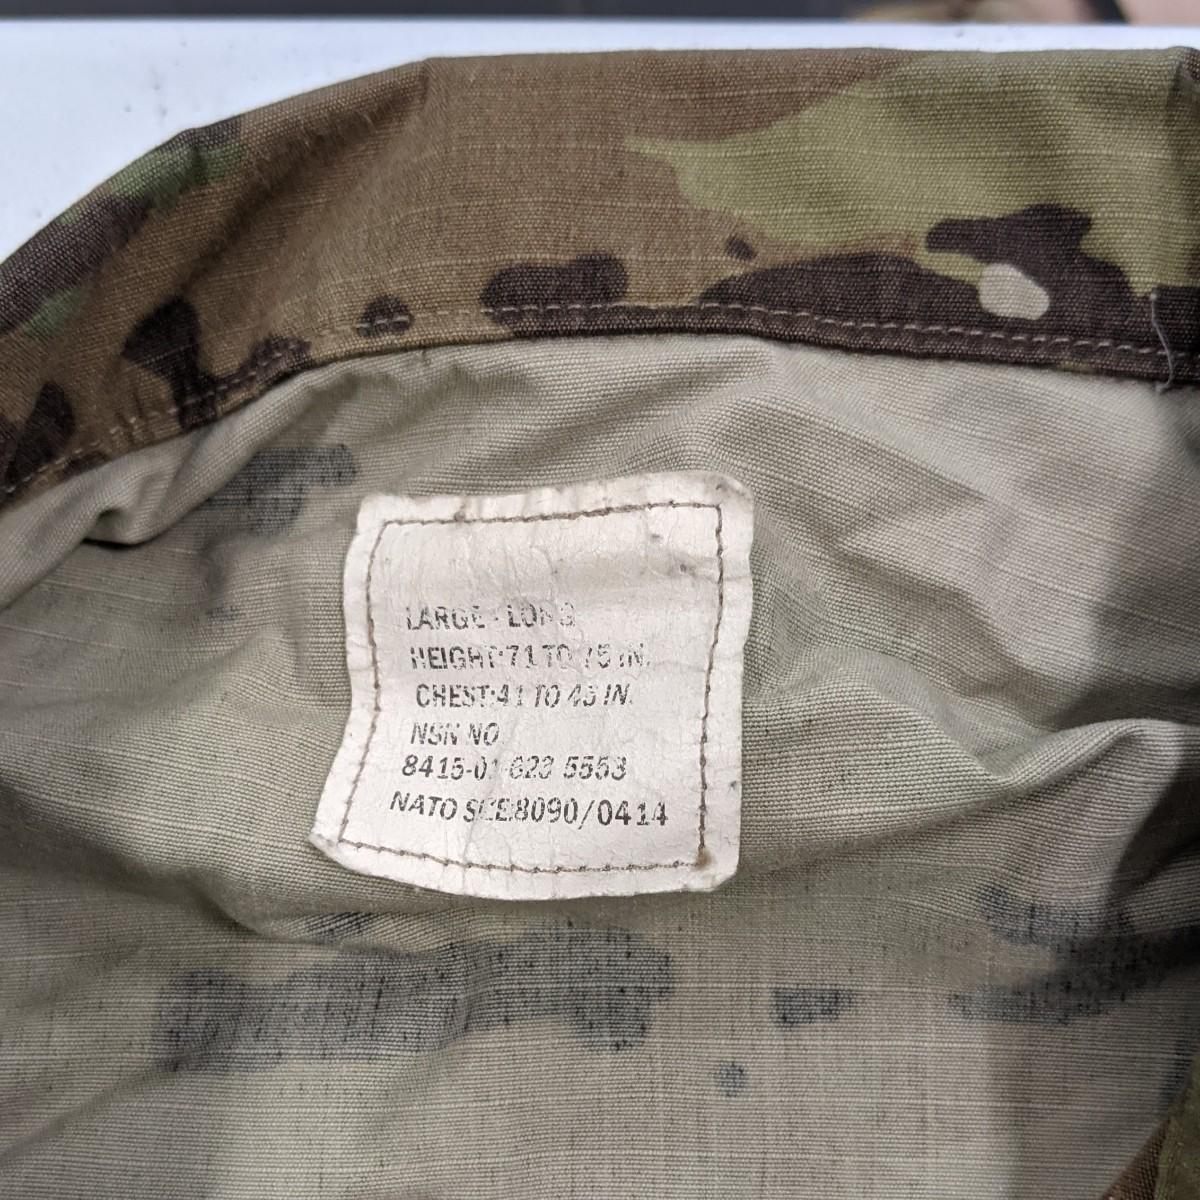 LARGE - LONG
HEIGHT:71 TO 75 IN.
CHEST:41 TO 45 IN.
NSN NO
8415-01-623 5553
NATO SIZE:8090/0414